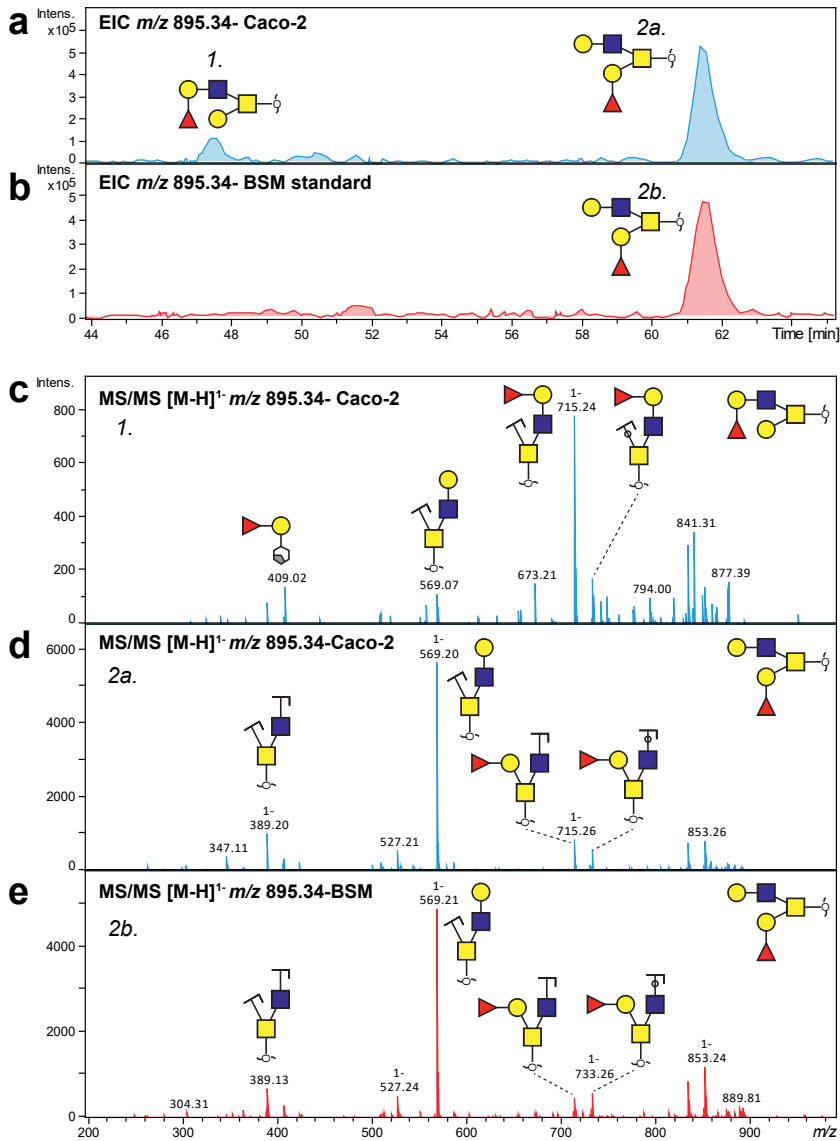 a
Intens.
x10⁵
EIC m/z 895.34- Caco-2
1.
2a.
5
4
3
2
1
0
b
Intens.
x10⁵
EIC m/z 895.34- BSM standard
2b.
5
4
3
2
1
0
44 46 48 50 52 54 56 58 60 62 Time [min]
c
Intens.
MS/MS [M-H]¹⁻ m/z 895.34- Caco-2
1.
800
600
400
200
0
409.02
569.07
673.21
1-
715.24
794.00
841.31
877.39
d
MS/MS [M-H]¹⁻ m/z 895.34-Caco-2
2a.
6000
4000
2000
0
347.11
1-
389.20
527.21
1-
569.20
1-
715.26
853.26
e
MS/MS [M-H]¹⁻ m/z 895.34-BSM
2b.
4000
2000
0
304.31
389.13
1-
527.24
1-
569.21
1-
733.26
1-
853.24
889.81
200 300 400 500 600 700 800 900 m/z